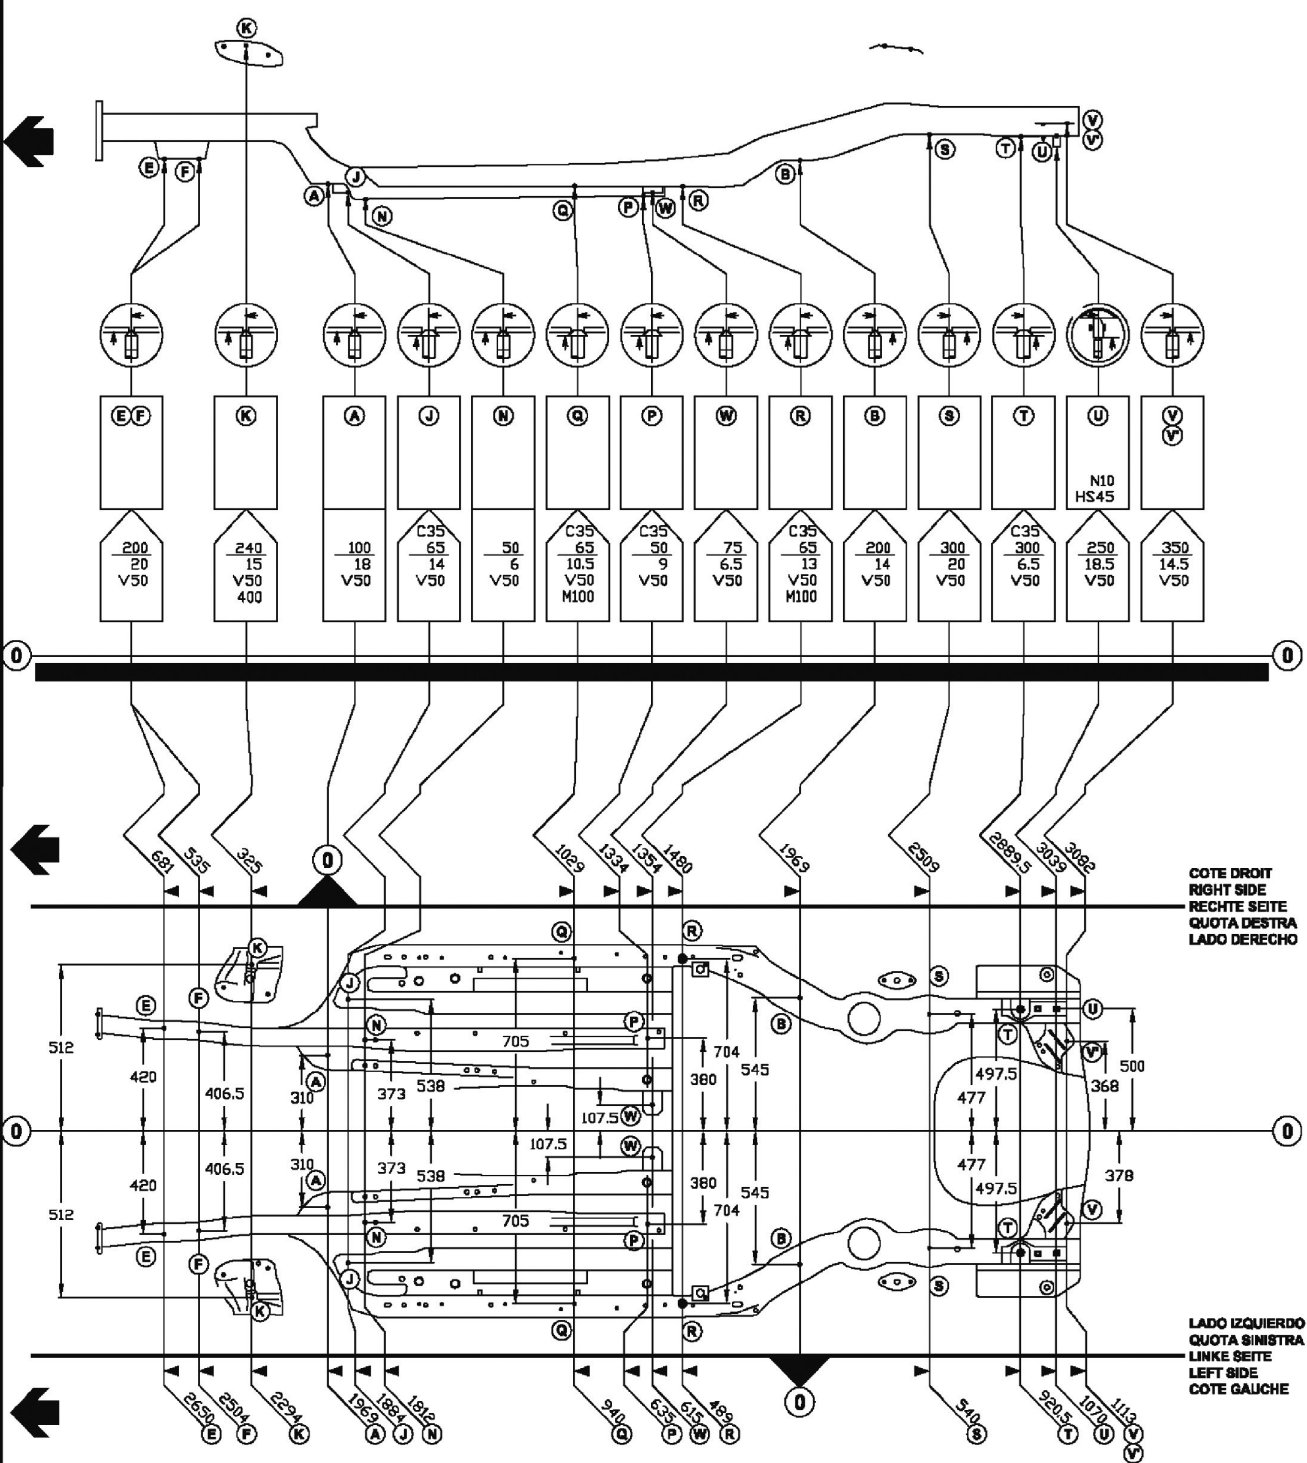 K
E
F
A
J
N
Q
P
W
R
B
S
T
U
V
V'
E F
K
A
J
N
Q
P
W
R
B
S
T
U
V
V'
N10
HS45
200
20
V50
240
15
V50
400
100
18
V50
C35
65
14
V50
50
6
V50
C35
65
10.5
V50
M100
C35
50
9
V50
75
6.5
V50
C35
65
13
V50
M100
200
14
V50
300
20
V50
C35
300
6.5
V50
250
18.5
V50
350
14.5
V50
0
0
681
535
325
0
1029
1334
1354
1480
1969
2509
2889.5
3039
3082
COTE DROIT
RIGHT SIDE
RECHTE SEITE
QUOTA DESTRA
LADO DERECHO
K
Q
R
S
E
F
J
N
P
B
T
U
V'
A
W
512
420
406.5
310
373
538
705
107.5
380
704
545
477
497.5
368
500
0
0
512
420
406.5
310
373
538
705
107.5
380
704
545
477
497.5
378
W
A
E
F
N
P
B
T
V
J
K
S
Q
R
LADO IZQUIERDO
QUOTA SINISTRA
LINKE SEITE
LEFT SIDE
COTE GAUCHE
0
2650 E
2504 F
2294 K
1969 A
1884 J
1812 N
940 Q
635 P
615 W
489 R
540 S
920.5 T
1070 U
1113 V
V'